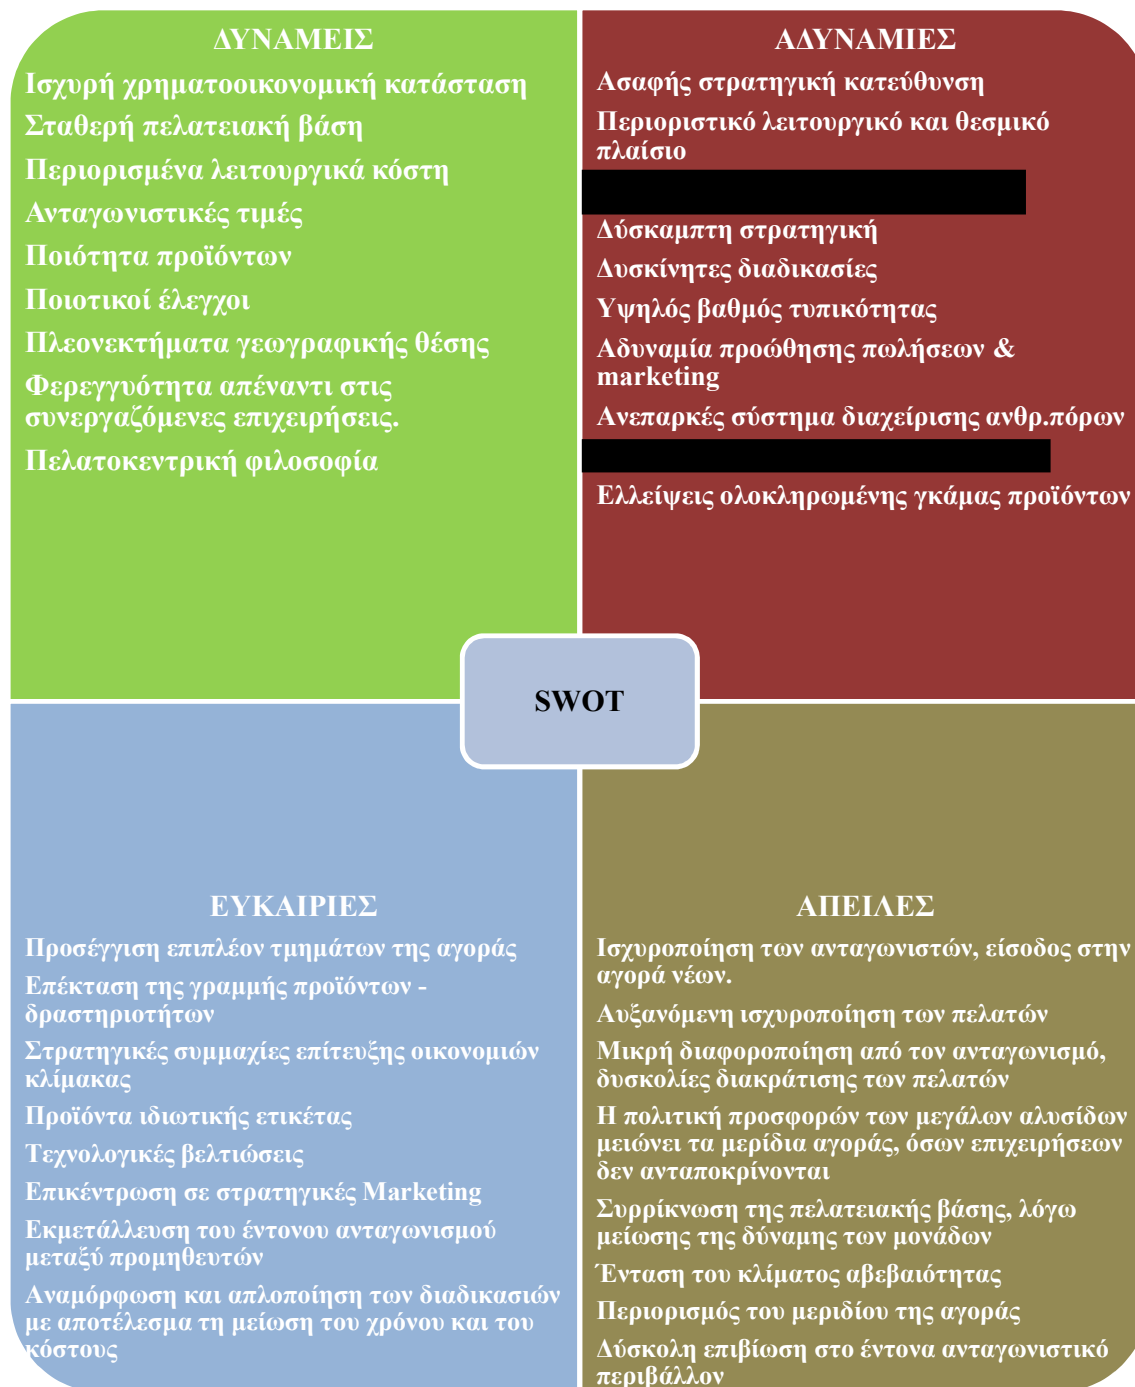 ΔΥΝΑΜΕΙΣ
Ισχυρή χρηματοοικονομική κατάσταση
Σταθερή πελατειακή βάση
Περιορισμένα λειτουργικά κόστη
Ανταγωνιστικές τιμές
Ποιότητα προϊόντων
Ποιοτικοί έλεγχοι
Πλεονεκτήματα γεωγραφικής θέσης
Φερεγγυότητα απέναντι στις
συνεργαζόμενες επιχειρήσεις.
Πελατοκεντρική φιλοσοφία
ΑΔΥΝΑΜΙΕΣ
Ασαφής στρατηγική κατεύθυνση
Περιοριστικό λειτουργικό και θεσμικό
πλαίσιο
Δύσκαμπτη στρατηγική
Δυσκίνητες διαδικασίες
Υψηλός βαθμός τυπικότητας
Αδυναμία προώθησης πωλήσεων &
marketing
Ανεπαρκές σύστημα διαχείρισης ανθρ.πόρων
Ελλείψεις ολοκληρωμένης γκάμας προϊόντων
SWOT
ΕΥΚΑΙΡΙΕΣ
Προσέγγιση επιπλέον τμημάτων της αγοράς
Επέκταση της γραμμής προϊόντων -
δραστηριοτήτων
Στρατηγικές συμμαχίες επίτευξης οικονομιών
κλίμακας
Προϊόντα ιδιωτικής ετικέτας
Τεχνολογικές βελτιώσεις
Επικέντρωση σε στρατηγικές Marketing
Εκμετάλλευση του έντονου ανταγωνισμού
μεταξύ προμηθευτών
Αναμόρφωση και απλοποίηση των διαδικασιών
με αποτέλεσμα τη μείωση του χρόνου και του
κόστους
ΑΠΕΙΛΕΣ
Ισχυροποίηση των ανταγωνιστών, είσοδος στην
αγορά νέων.
Αυξανόμενη ισχυροποίηση των πελατών
Μικρή διαφοροποίηση από τον ανταγωνισμό,
δυσκολίες διακράτισης των πελατών
Η πολιτική προσφορών των μεγάλων αλυσίδων
μειώνει τα μερίδια αγοράς, όσων επιχειρήσεων
δεν ανταποκρίνονται
Συρρίκνωση της πελατειακής βάσης, λόγω
μείωσης της δύναμης των μονάδων
Ένταση του κλίματος αβεβαιότητας
Περιορισμός του μεριδίου της αγοράς
Δύσκολη επιβίωση στο έντονα ανταγωνιστικό
περιβάλλον